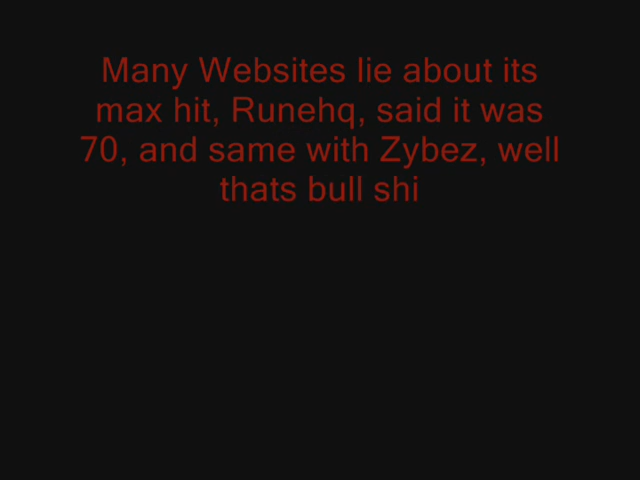 Many Websites lie about its
max hit, Runehq, said it was
70, and same with Zybez, well
thats bull shi